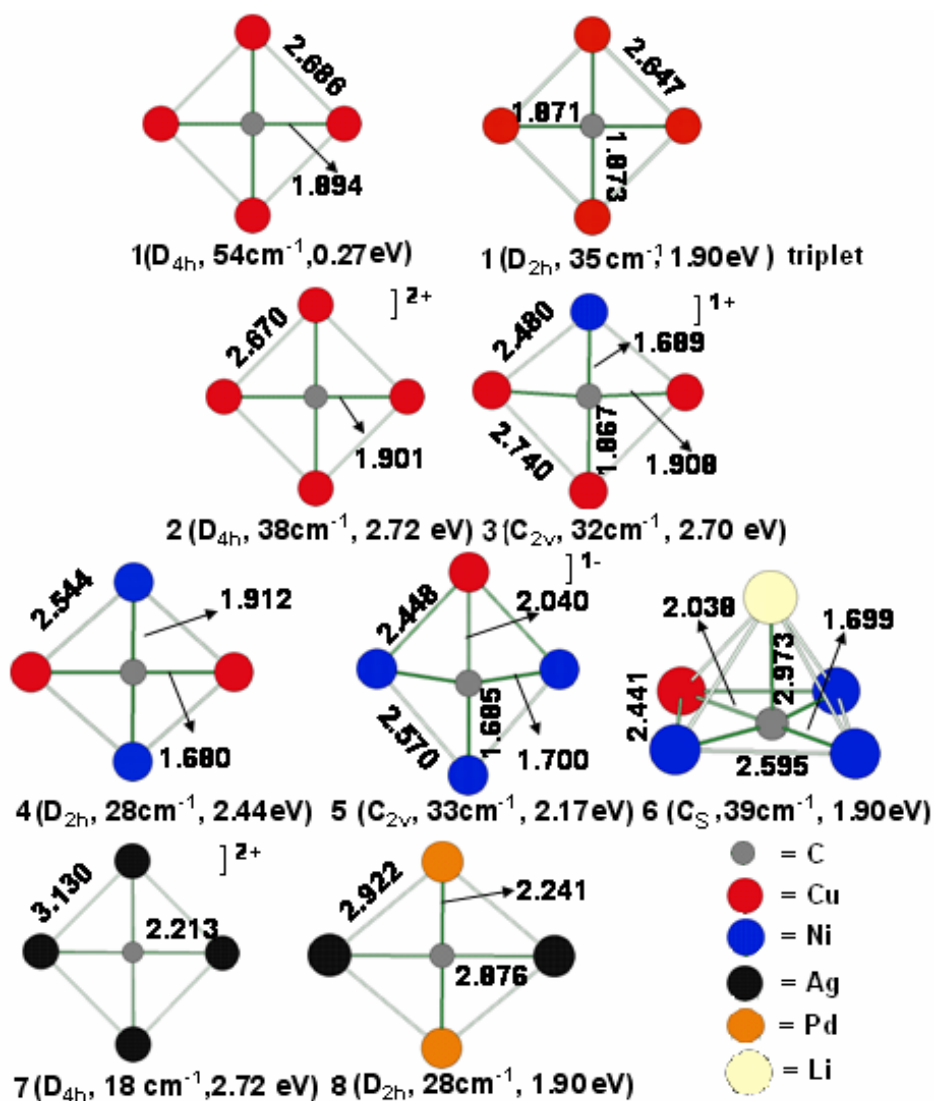 2.686
1.894
1(D4h, 54cm-1,0.27eV)
2.647
1.871
1.873
1(D2h, 35cm-1, 1.90eV) triplet
2.670
]2+
1.901
2(D4h, 38cm-1, 2.72 eV)
2.480
]1+
1.689
1.867
2.740
1.908
3(C2v, 32cm-1, 2.70 eV)
2.544
1.912
1.680
4(D2h, 28cm-1, 2.44eV)
2.448
]1-
2.040
1.685
2.570
1.700
5 (C2v, 33cm-1, 2.17eV)
2.038
1.699
2.973
2.441
2.595
6 (CS,39cm-1, 1.90eV)
3.130
]2+
2.213
7(D4h, 18 cm-1,2.72 eV)
2.922
2.241
2.876
8(D2h, 28cm-1, 1.90eV)
= C
= Cu
= Ni
= Ag
= Pd
= Li